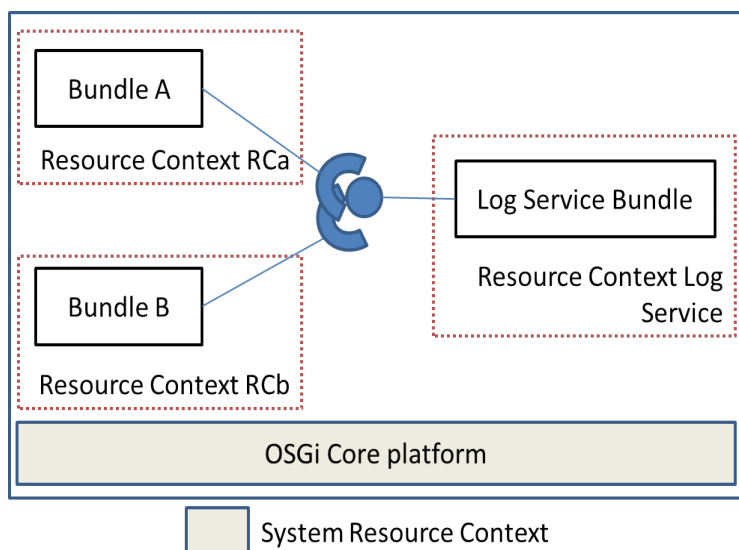 Bundle A
Resource Context RCa
Log Service Bundle
Resource Context Log
Service
Bundle B
Resource Context RCb
OSGi Core platform
System Resource Context